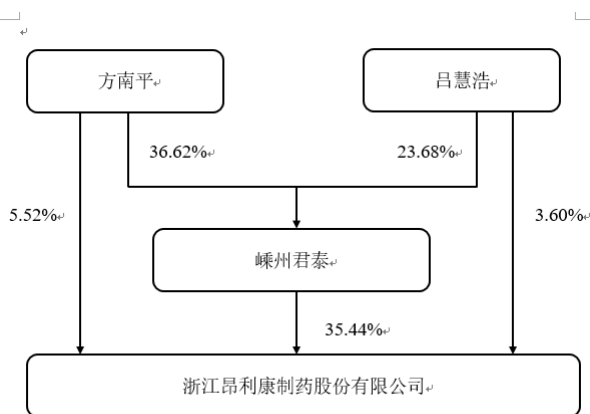 方南平
吕慧浩
36.62%
23.68%
5.52%
3.60%
嵊州君泰
35.44%
浙江昂利康制药股份有限公司